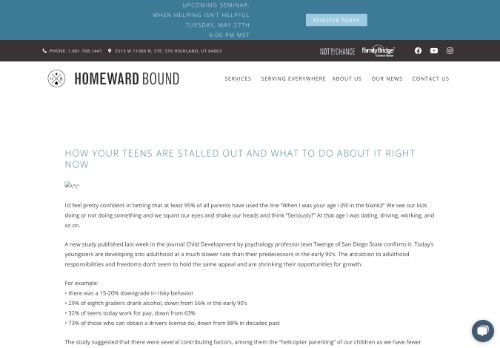 UPCOMING SEMINAR:
WHEN HELPING ISN'T HELPFUL
TUESDAY, MAY 27TH
6:00 PM MST
REGISTER TODAY
PHONE: 1.801.768.1441
5513 W 11000 N, STE. 316 HIGHLAND, UT 84003
NOT BY CHANCE
FamilyBridge
HOMEWARD BOUND
SERVICES
SERVING EVERYWHERE
ABOUT US
OUR NEWS
CONTACT US
HOW YOUR TEENS ARE STALLED OUT AND WHAT TO DO ABOUT IT RIGHT
NOW
I'd feel pretty confident in betting that at least 95% of all parents have used the line "When I was your age I (fill in the blank)!" We see our kids
doing or not doing something and we squint our eyes and shake our heads and think "Seriously?" At that age I was dating, driving, working, and
so on.
A new study published last week in the journal Child Development by psychology professor Jean Twenge of San Diego State confirms it. Today's
youngsters are developing into adulthood at a much slower rate than their predecessors in the early 90's. The attraction to adulthood
responsibilities and freedoms don't seem to hold the same appeal and are shrinking their opportunities for growth.
For example:
• there was a 15-20% downgrade in risky behavior
• 29% of eighth graders drank alcohol, down from 56% in the early 90's
• 32% of teens today work for pay, down from 63%
• 73% of those who can obtain a drivers license do, down from 88% in decades past
The study suggested that there were several contributing factors, among them the "helicopter parenting" of our children as we have fewer